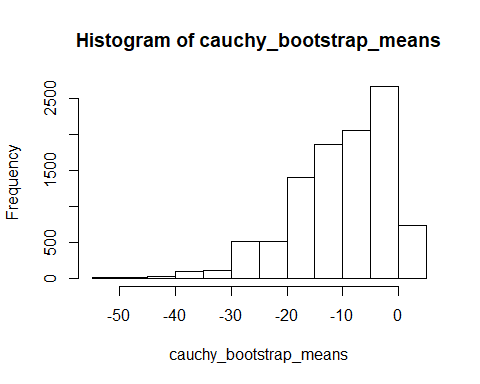 Histogram of cauchy_bootstrap_means
Frequency
2500
1500
500
0
-50 -40 -30 -20 -10 0
cauchy_bootstrap_means